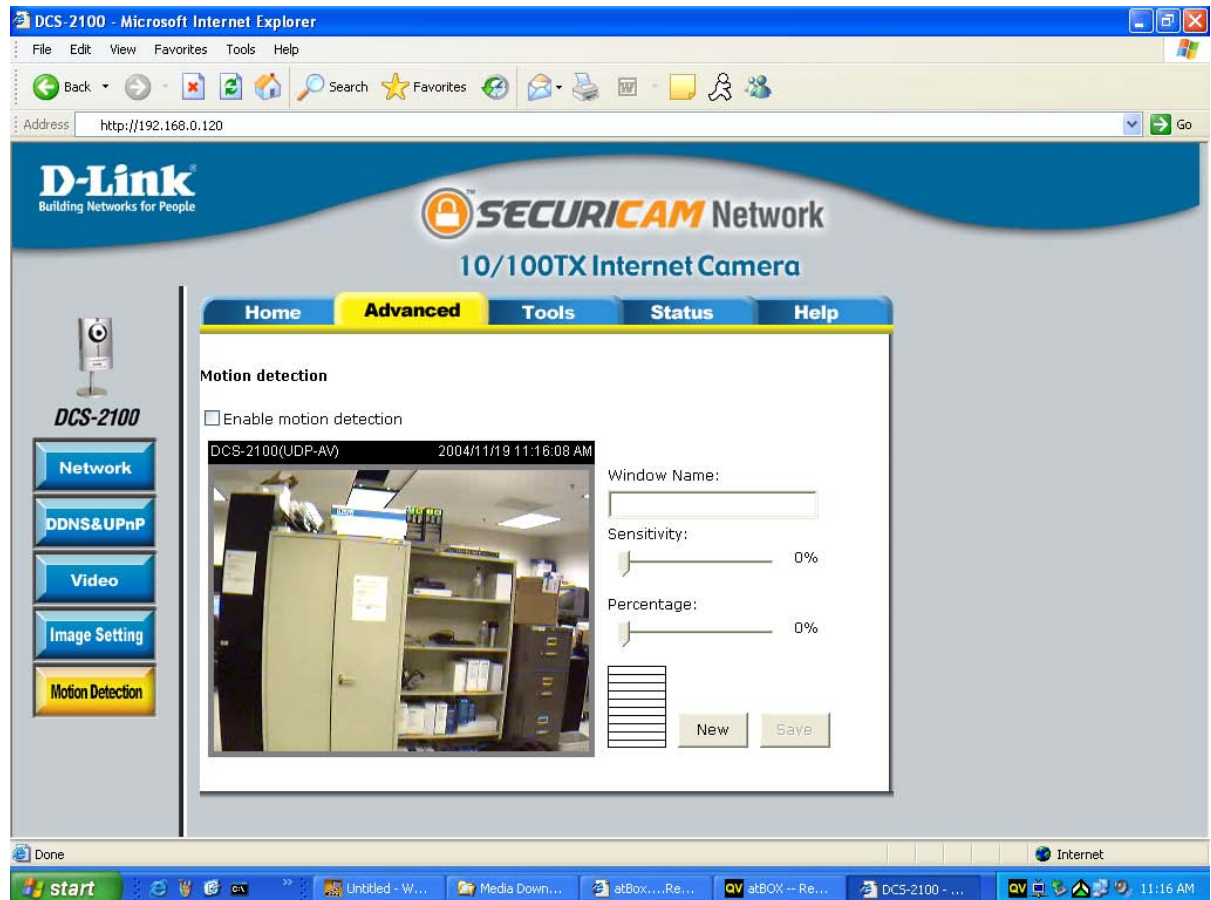 DCS-2100 - Microsoft Internet Explorer
File Edit View Favorites Tools Help
Back Search Favorites
Address http://192.168.0.120 Go
D-Link
Building Networks for People
SECURICAM Network
10/100TX Internet Camera
Home Advanced Tools Status Help
DCS-2100
Network
DDNS&UPnP
Video
Image Setting
Motion Detection
Motion detection
Enable motion detection
DCS-2100(UDP-AV) 2004/11/19 11:16:08 AM
Window Name:
Sensitivity:
0%
Percentage:
0%
New Save
Done Internet
start Untitled - W... Media Down... atBox....Re... atBOX -- Re... DCS-2100 - ... 11:16 AM